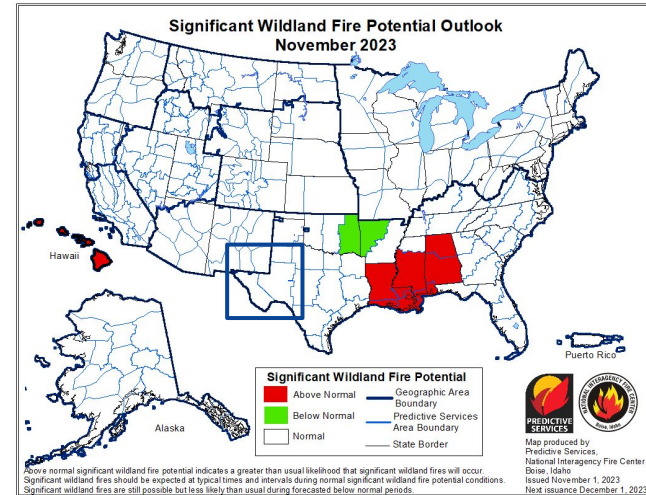 Significant Wildland Fire Potential Outlook
November 2023
Hawaii
Alaska
Puerto Rico
Significant Wildland Fire Potential
Above Normal
Below Normal
Normal
Geographic Area
Boundary
Predictive Services
Area Boundary
State Border
PREDICTIVE
SERVICES
NATIONAL INTERAGENCY FIRE CENTER
Boise, Idaho
Map produced by
Predictive Services,
National Interagency Fire Center
Boise, Idaho
Issued November 1, 2023
Next issuance December 1, 2023
Above normal significant wildland fire potential indicates a greater than usual likelihood that significant wildland fires will occur.
Significant wildland fires should be expected at typical times and intervals during normal significant wildland fire potential conditions.
Significant wildland fires are still possible but less likely than usual during forecasted below normal periods.